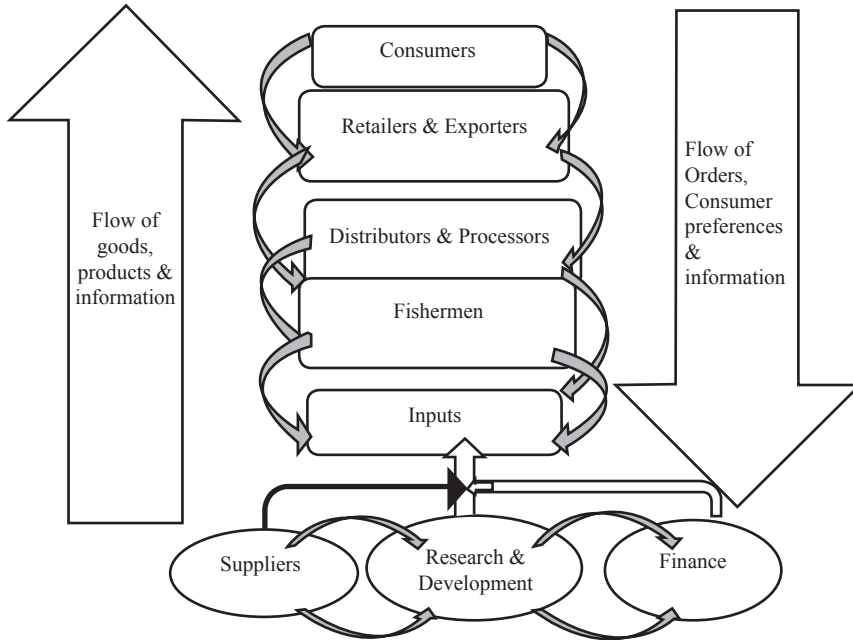 Consumers
Retailers & Exporters
Distributors & Processors
Fishermen
Inputs
Flow of
goods,
products &
information
Flow of
Orders,
Consumer
preferences
&
information
Suppliers
Research &
Development
Finance